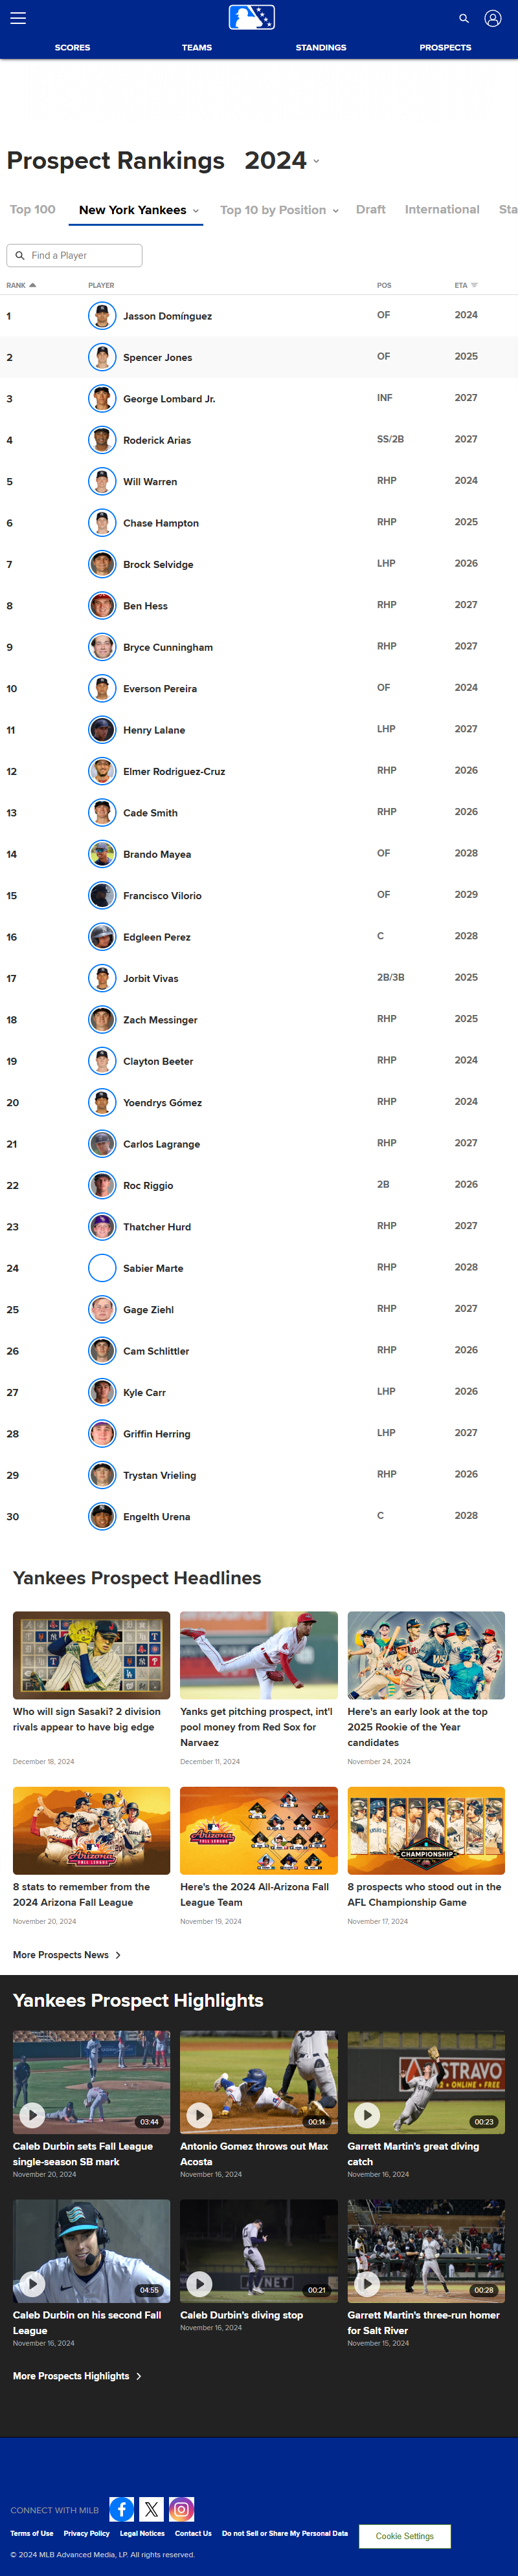 SCORES TEAMS STANDINGS PROSPECTS
Prospect Rankings 2024
Top 100 New York Yankees Top 10 by Position Draft International Sta
Find a Player
RANK PLAYER POS ETA
1 Jasson Domínguez OF 2024
2 Spencer Jones OF 2025
3 George Lombard Jr. INF 2027
4 Roderick Arias SS/2B 2027
5 Will Warren RHP 2024
6 Chase Hampton RHP 2025
7 Brock Selvidge LHP 2026
8 Ben Hess RHP 2027
9 Bryce Cunningham RHP 2027
10 Everson Pereira OF 2024
11 Henry Lalane LHP 2027
12 Elmer Rodriguez-Cruz RHP 2026
13 Cade Smith RHP 2026
14 Brando Mayea OF 2028
15 Francisco Vilorio OF 2029
16 Edgleen Perez C 2028
17 Jorbit Vivas 2B/3B 2025
18 Zach Messinger RHP 2025
19 Clayton Beeter RHP 2024
20 Yoendrys Gómez RHP 2024
21 Carlos Lagrange RHP 2027
22 Roc Riggio 2B 2026
23 Thatcher Hurd RHP 2027
24 Sabier Marte RHP 2028
25 Gage Ziehl RHP 2027
26 Cam Schlittler RHP 2026
27 Kyle Carr LHP 2026
28 Griffin Herring LHP 2027
29 Trystan Vrieling RHP 2026
30 Engelth Urena C 2028
Yankees Prospect Headlines
Who will sign Sasaki? 2 division
rivals appear to have big edge
December 18, 2024
Yanks get pitching prospect, int'l
pool money from Red Sox for
Narvaez
December 11, 2024
Here's an early look at the top
2025 Rookie of the Year
candidates
November 24, 2024
Arizona
FALL LEAGUE
8 stats to remember from the
2024 Arizona Fall League
November 20, 2024
Arizona
FALL LEAGUE
Here's the 2024 All-Arizona Fall
League Team
November 19, 2024
CHAMPIONSHIP
8 prospects who stood out in the
AFL Championship Game
November 17, 2024
More Prospects News
Yankees Prospect Highlights
03:44
Caleb Durbin sets Fall League
single-season SB mark
November 20, 2024
00:14
Antonio Gomez throws out Max
Acosta
November 16, 2024
STRAVO
ONLINE • FREE
00:23
Garrett Martin's great diving
catch
November 16, 2024
04:55
Caleb Durbin on his second Fall
League
November 16, 2024
00:21
Caleb Durbin's diving stop
November 16, 2024
00:28
Garrett Martin's three-run homer
for Salt River
November 15, 2024
More Prospects Highlights
CONNECT WITH MILB
Terms of Use Privacy Policy Legal Notices Contact Us Do not Sell or Share My Personal Data Cookie Settings
© 2024 MLB Advanced Media, LP. All rights reserved.